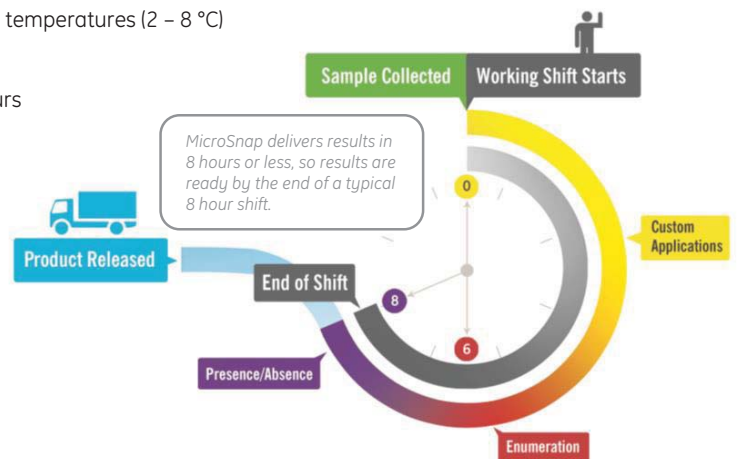 temperatures (2 – 8 °C)
urs
Sample Collected
Working Shift Starts
MicroSnap delivers results in
8 hours or less, so results are
ready by the end of a typical
8 hour shift.
0
Custom
Applications
Product Released
End of Shift
8
6
Presence/Absence
Enumeration